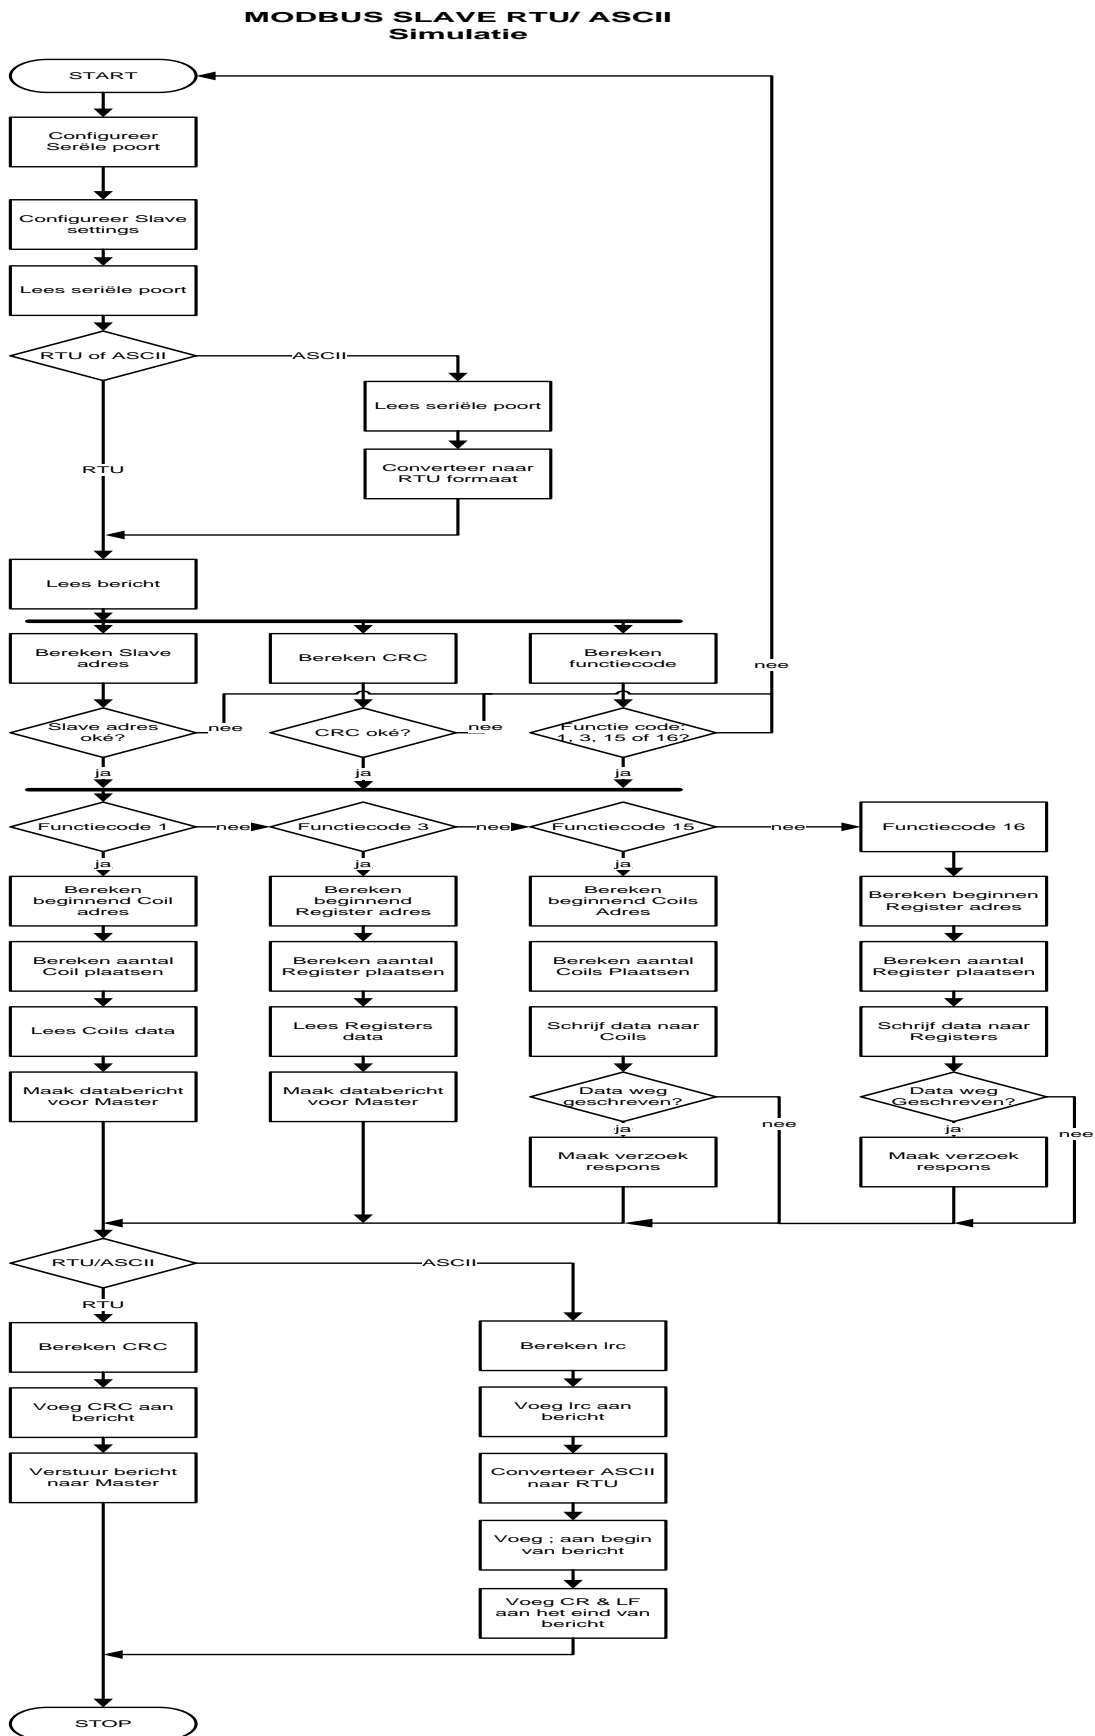 MODBUS SLAVE RTU/ ASCII
Simulatie
START
Configureer
Serële poort
Configureer Slave
settings
Lees seriële poort
RTU of ASCII
ASCII
Lees seriële poort
RTU
Converteer naar
RTU formaat
Lees bericht
Bereken Slave
adres
Bereken CRC
Bereken
functiecode
nee
Slave adres
oké?
nee
CRC oké?
nee
Functie code:
1, 3, 15 of 16?
ja
ja
ja
Functiecode 1
nee
Functiecode 3
nee
Functiecode 15
nee
Functiecode 16
ja
ja
ja
Bereken
beginnend Coil
adres
Bereken
beginnend
Register adres
Bereken
beginnend Coils
Adres
Bereken beginnen
Register adres
Bereken aantal
Coil plaatsen
Bereken aantal
Register plaatsen
Bereken aantal
Coils Plaatsen
Bereken aantal
Register plaatsen
Lees Coils data
Lees Registers
data
Schrijf data naar
Coils
Schrijf data naar
Registers
Maak databericht
voor Master
Maak databericht
voor Master
Data weg
geschreven?
nee
Data weg
Geschreven?
nee
ja
ja
Maak verzoek
respons
Maak verzoek
respons
RTU/ASCII
ASCII
RTU
Bereken CRC
Bereken lrc
Voeg CRC aan
bericht
Voeg lrc aan
bericht
Verstuur bericht
naar Master
Converteer ASCII
naar RTU
Voeg ; aan begin
van bericht
Voeg CR & LF
aan het eind van
bericht
STOP